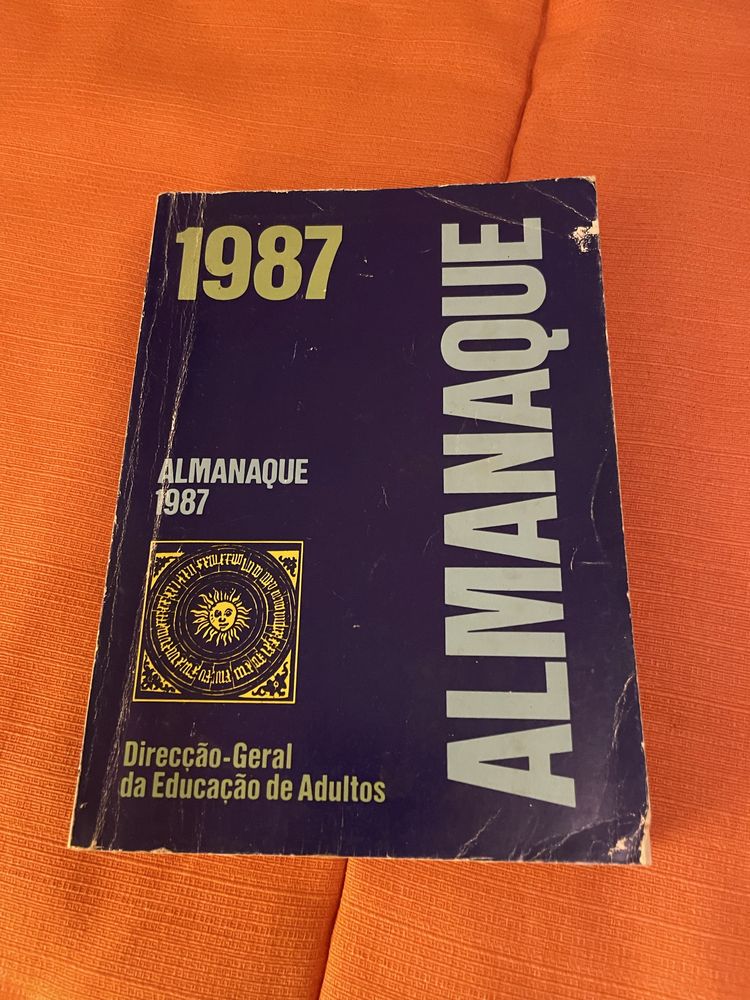 1987
ALMANAQUE
ALMANAQUE
1987
Direcção-Geral
da Educação de Adultos